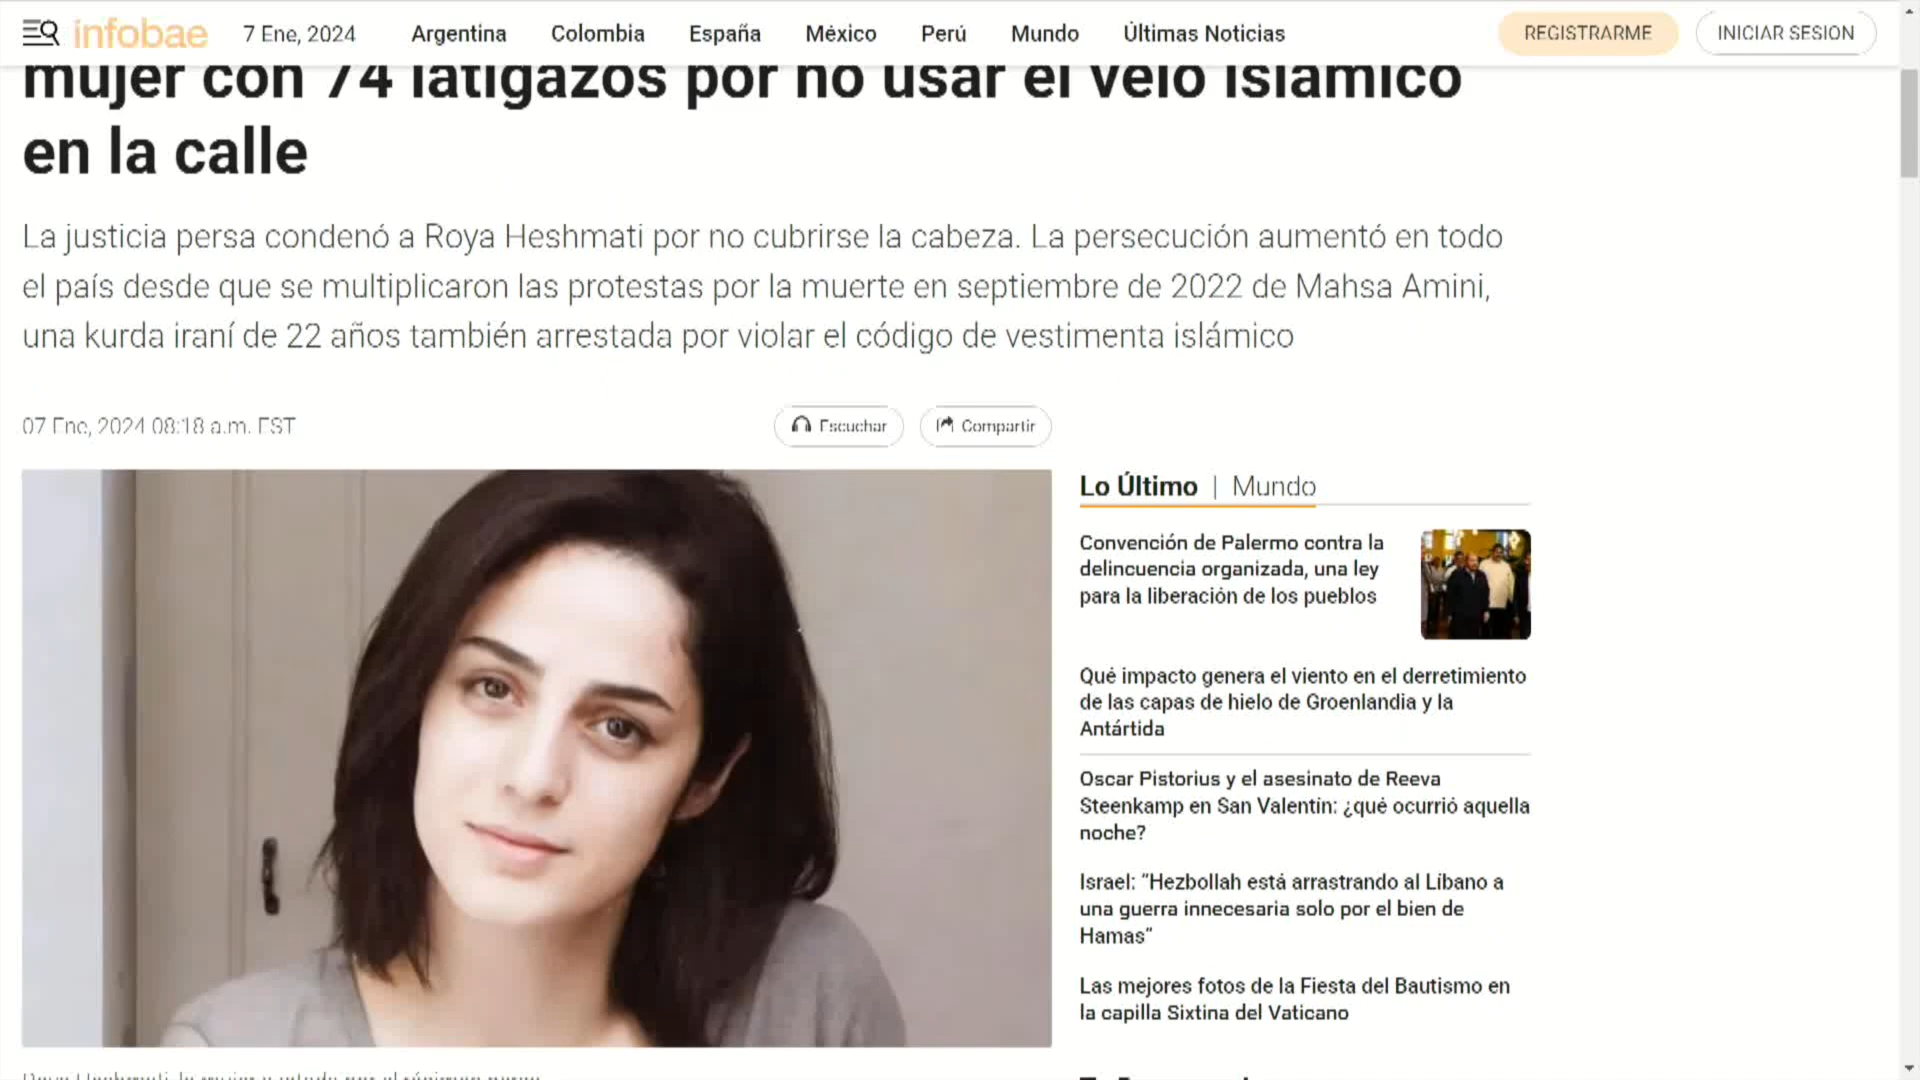 infobae
7 Ene, 2024
Argentina
Colombia
España
México
Perú
Mundo
Últimas Noticias
REGISTRARME
INICIAR SESION
mujer con 74 latigazos por no usar el velo islámico
en la calle
La justicia persa condenó a Roya Heshmati por no cubrirse la cabeza. La persecución aumentó en todo
el país desde que se multiplicaron las protestas por la muerte en septiembre de 2022 de Mahsa Amini,
una kurda iraní de 22 años también arrestada por violar el código de vestimenta islámico
07 Ene, 2024 08:18 a.m. EST
Escuchar
Compartir
Lo Último | Mundo
Convención de Palermo contra la
delincuencia organizada, una ley
para la liberación de los pueblos
Qué impacto genera el viento en el derretimiento
de las capas de hielo de Groenlandia y la
Antártida
Oscar Pistorius y el asesinato de Reeva
Steenkamp en San Valentín: ¿qué ocurrió aquella
noche?
Israel: “Hezbollah está arrastrando al Líbano a
una guerra innecesaria solo por el bien de
Hamas”
Las mejores fotos de la Fiesta del Bautismo en
la capilla Sixtina del Vaticano